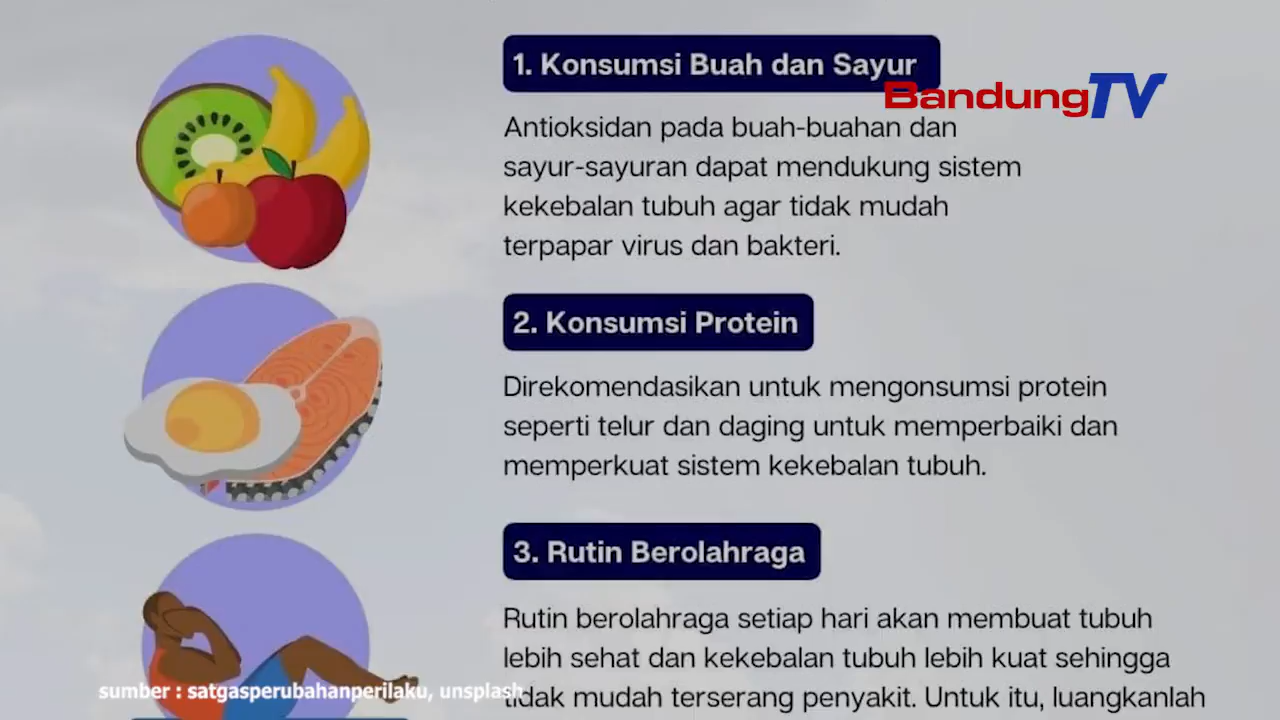 1. Konsumsi Buah dan Sayur
BandungTV
Antioksidan pada buah-buahan dan
sayur-sayuran dapat mendukung sistem
kekebalan tubuh agar tidak mudah
terpapar virus dan bakteri.
2. Konsumsi Protein
Direkomendasikan untuk mengonsumsi protein
seperti telur dan daging untuk memperbaiki dan
memperkuat sistem kekebalan tubuh.
3. Rutin Berolahraga
Rutin berolahraga setiap hari akan membuat tubuh
lebih sehat dan kekebalan tubuh lebih kuat sehingga
tidak mudah terserang penyakit. Untuk itu, luangkanlah
sumber : satgasperubahanperilaku, unsplash